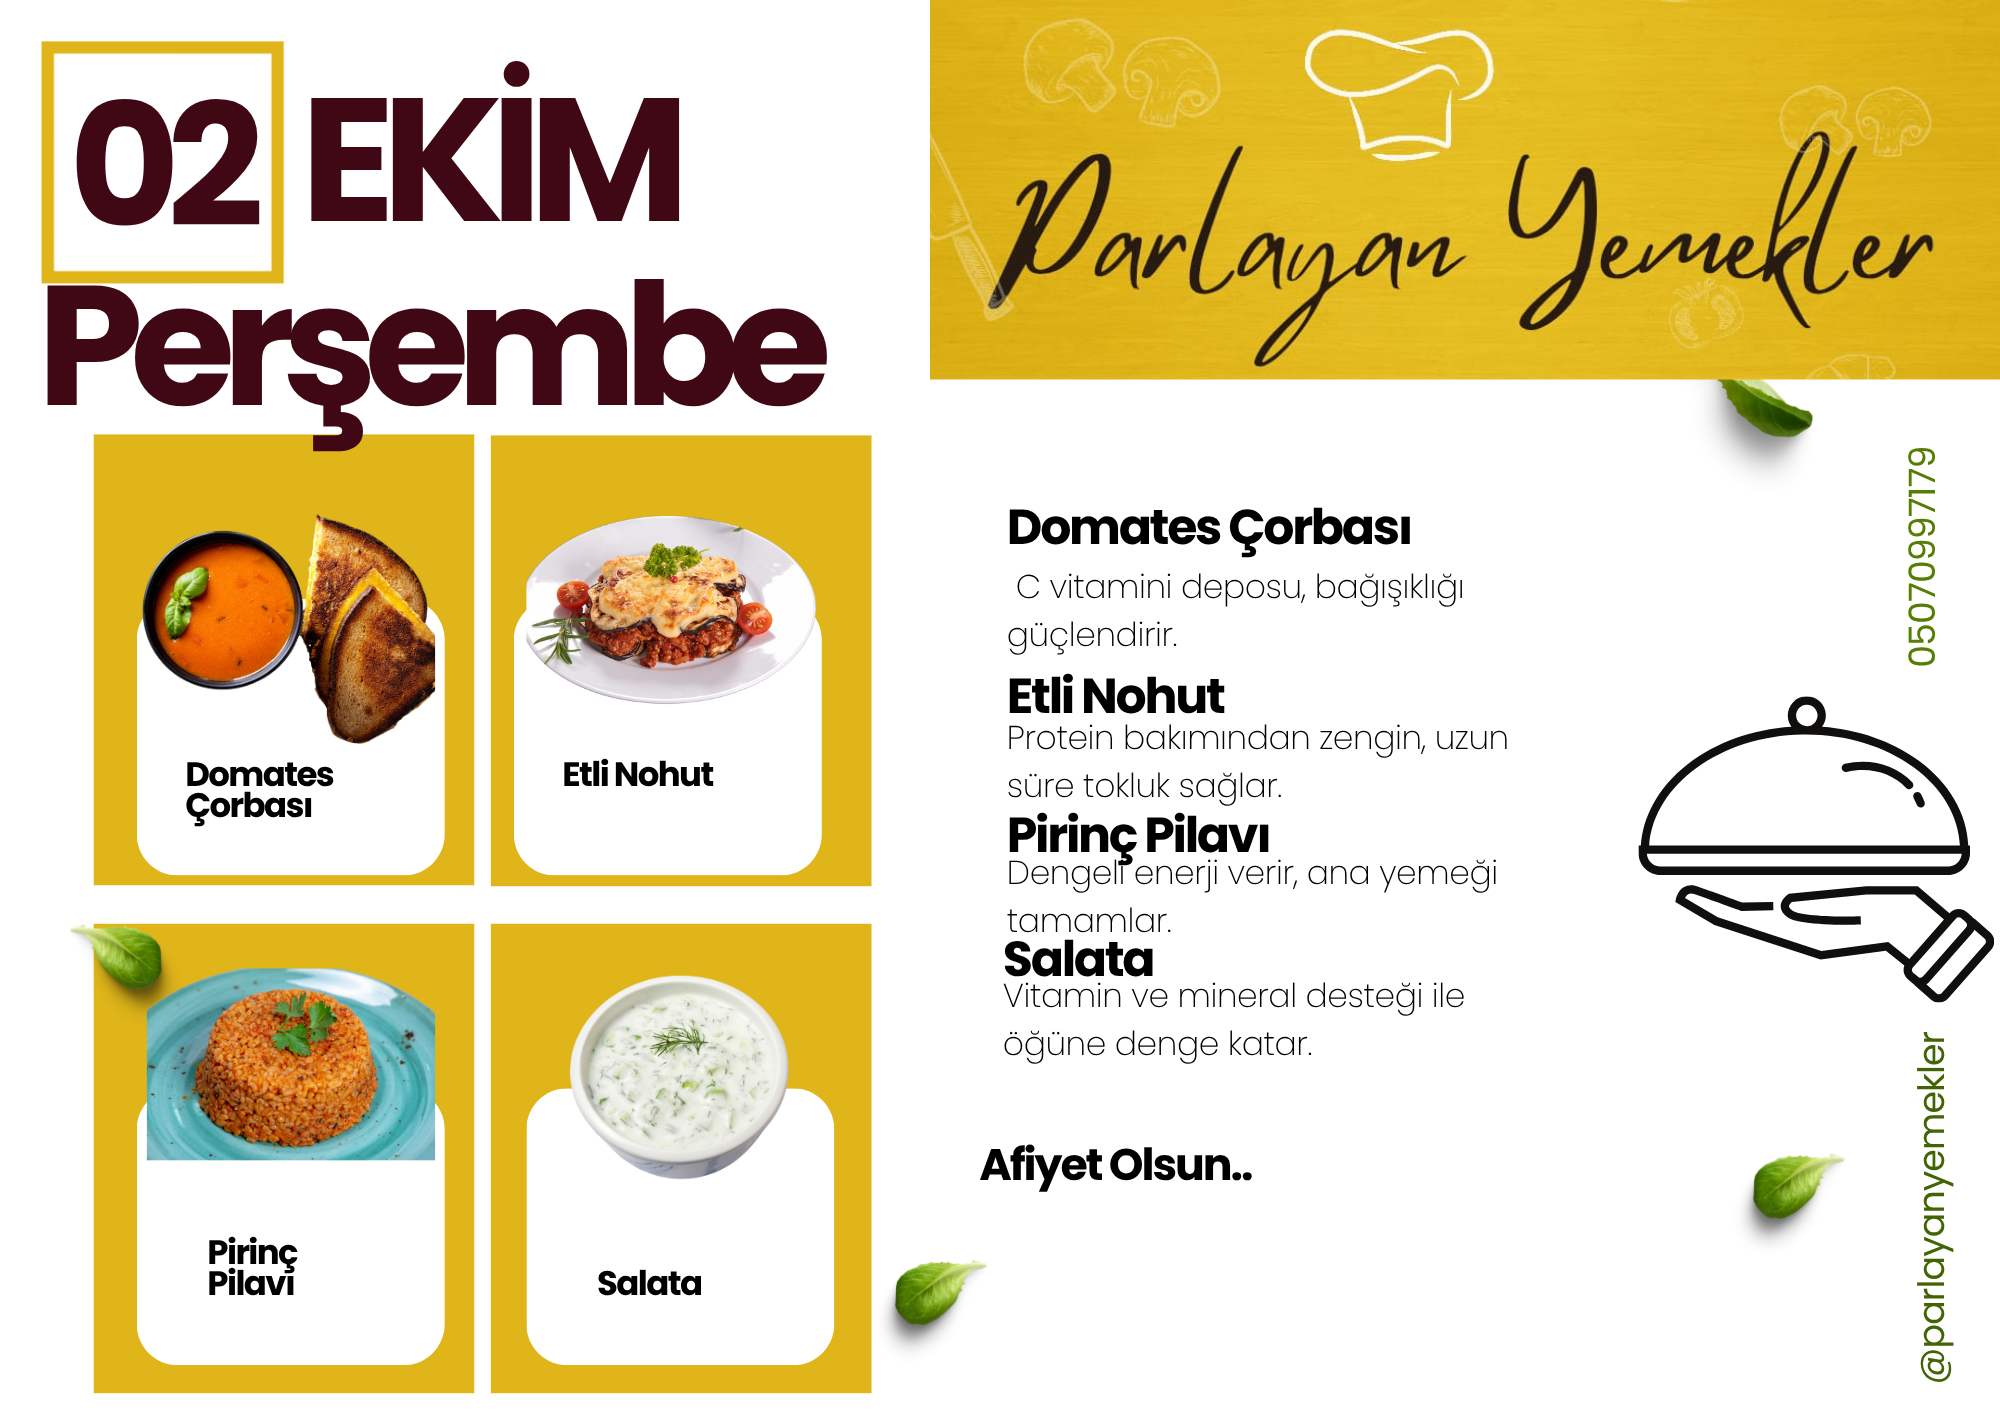 02 EKİM
Perşembe
Parlayan Yemekler
Domates
Çorbası
Etli Nohut
Pirinç
Pilavı
Salata
Domates Çorbası
C vitamini deposu, bağışıklığı
güçlendirir.
Etli Nohut
Protein bakımından zengin, uzun
süre tokluk sağlar.
Pirinç Pilavı
Dengeli enerji verir, ana yemeği
tamamlar.
Salata
Vitamin ve mineral desteği ile
öğüne denge katar.
Afiyet Olsun..
05070997179
@parlayanyemekler